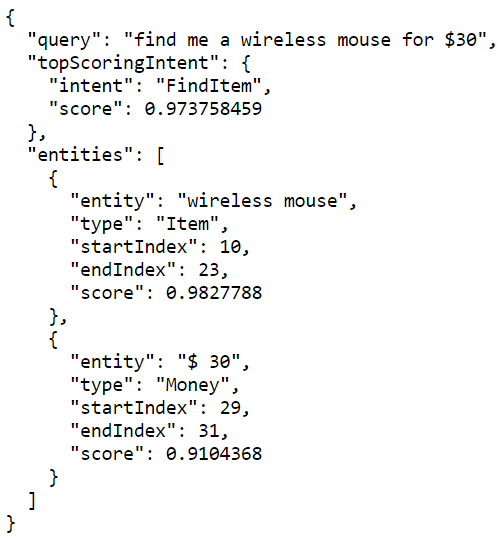 {
  "query": "find me a wireless mouse for $30",
  "topScoringIntent": {
    "intent": "FindItem",
    "score": 0.973758459
  },
  "entities": [
    {
      "entity": "wireless mouse",
      "type": "Item",
      "startIndex": 10,
      "endIndex": 23,
      "score": 0.9827788
    },
    {
      "entity": "$ 30",
      "type": "Money",
      "startIndex": 29,
      "endIndex": 31,
      "score": 0.9104368
    }
  ]
}